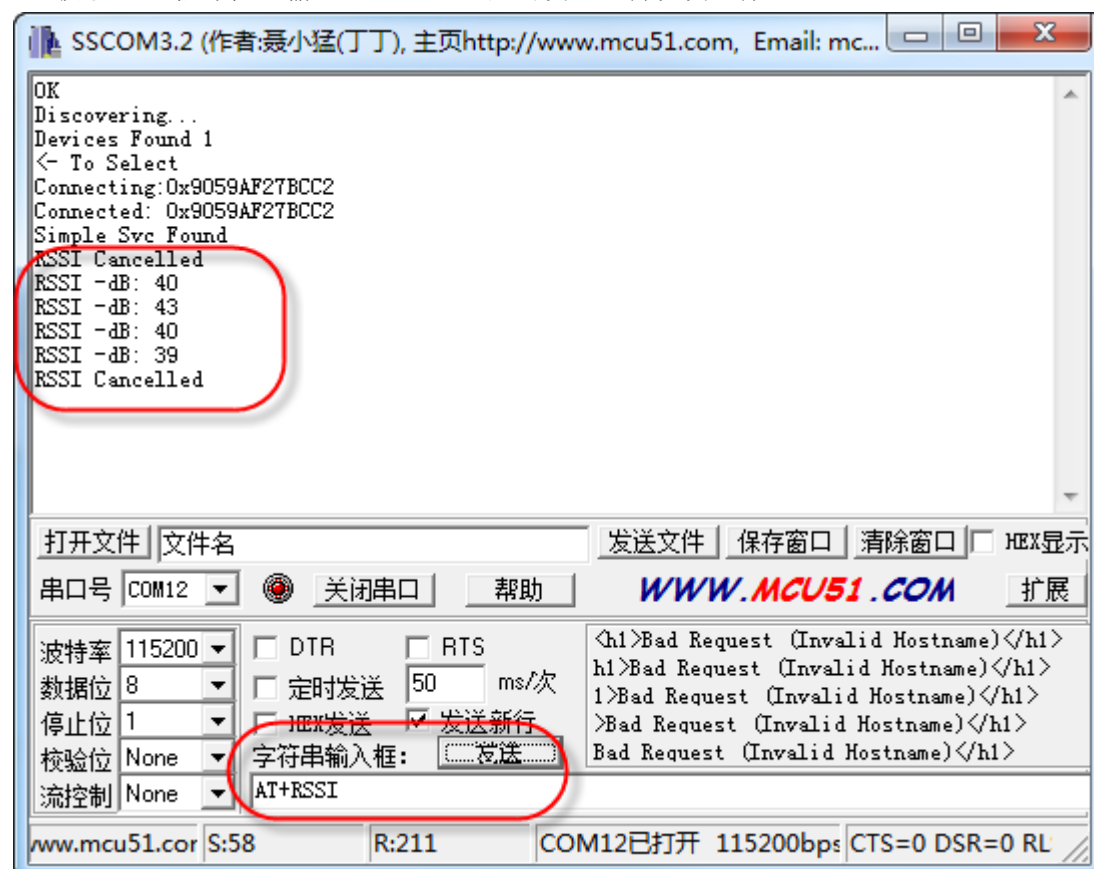 SSCOM3.2 (作者:聂小猛(丁丁), 主页http://www.mcu51.com, Email: mc...
OK
Discovering...
Devices Found 1
<- To Select
Connecting:0x9059AF27BCC2
Connected: 0x9059AF27BCC2
Simple Svc Found
RSSI Cancelled
RSSI -dB: 40
RSSI -dB: 43
RSSI -dB: 40
RSSI -dB: 39
RSSI Cancelled
打开文件 文件名 发送文件 保存窗口 清除窗口 HEX显示
串口号 COM12 关闭串口 帮助 WWW.MCU51.COM 扩展
波特率 115200 DTR RTS
数据位 8 定时发送 50 ms/次
停止位 1 HEX发送 发送新行
校验位 None 字符串输入框: 发送
流控制 None AT+RSSI
<h1>Bad Request (Invalid Hostname)</h1>
h1>Bad Request (Invalid Hostname)</h1>
1>Bad Request (Invalid Hostname)</h1>
>Bad Request (Invalid Hostname)</h1>
Bad Request (Invalid Hostname)</h1>
www.mcu51.cor S:58 R:211 COM12已打开 115200bps CTS=0 DSR=0 RL